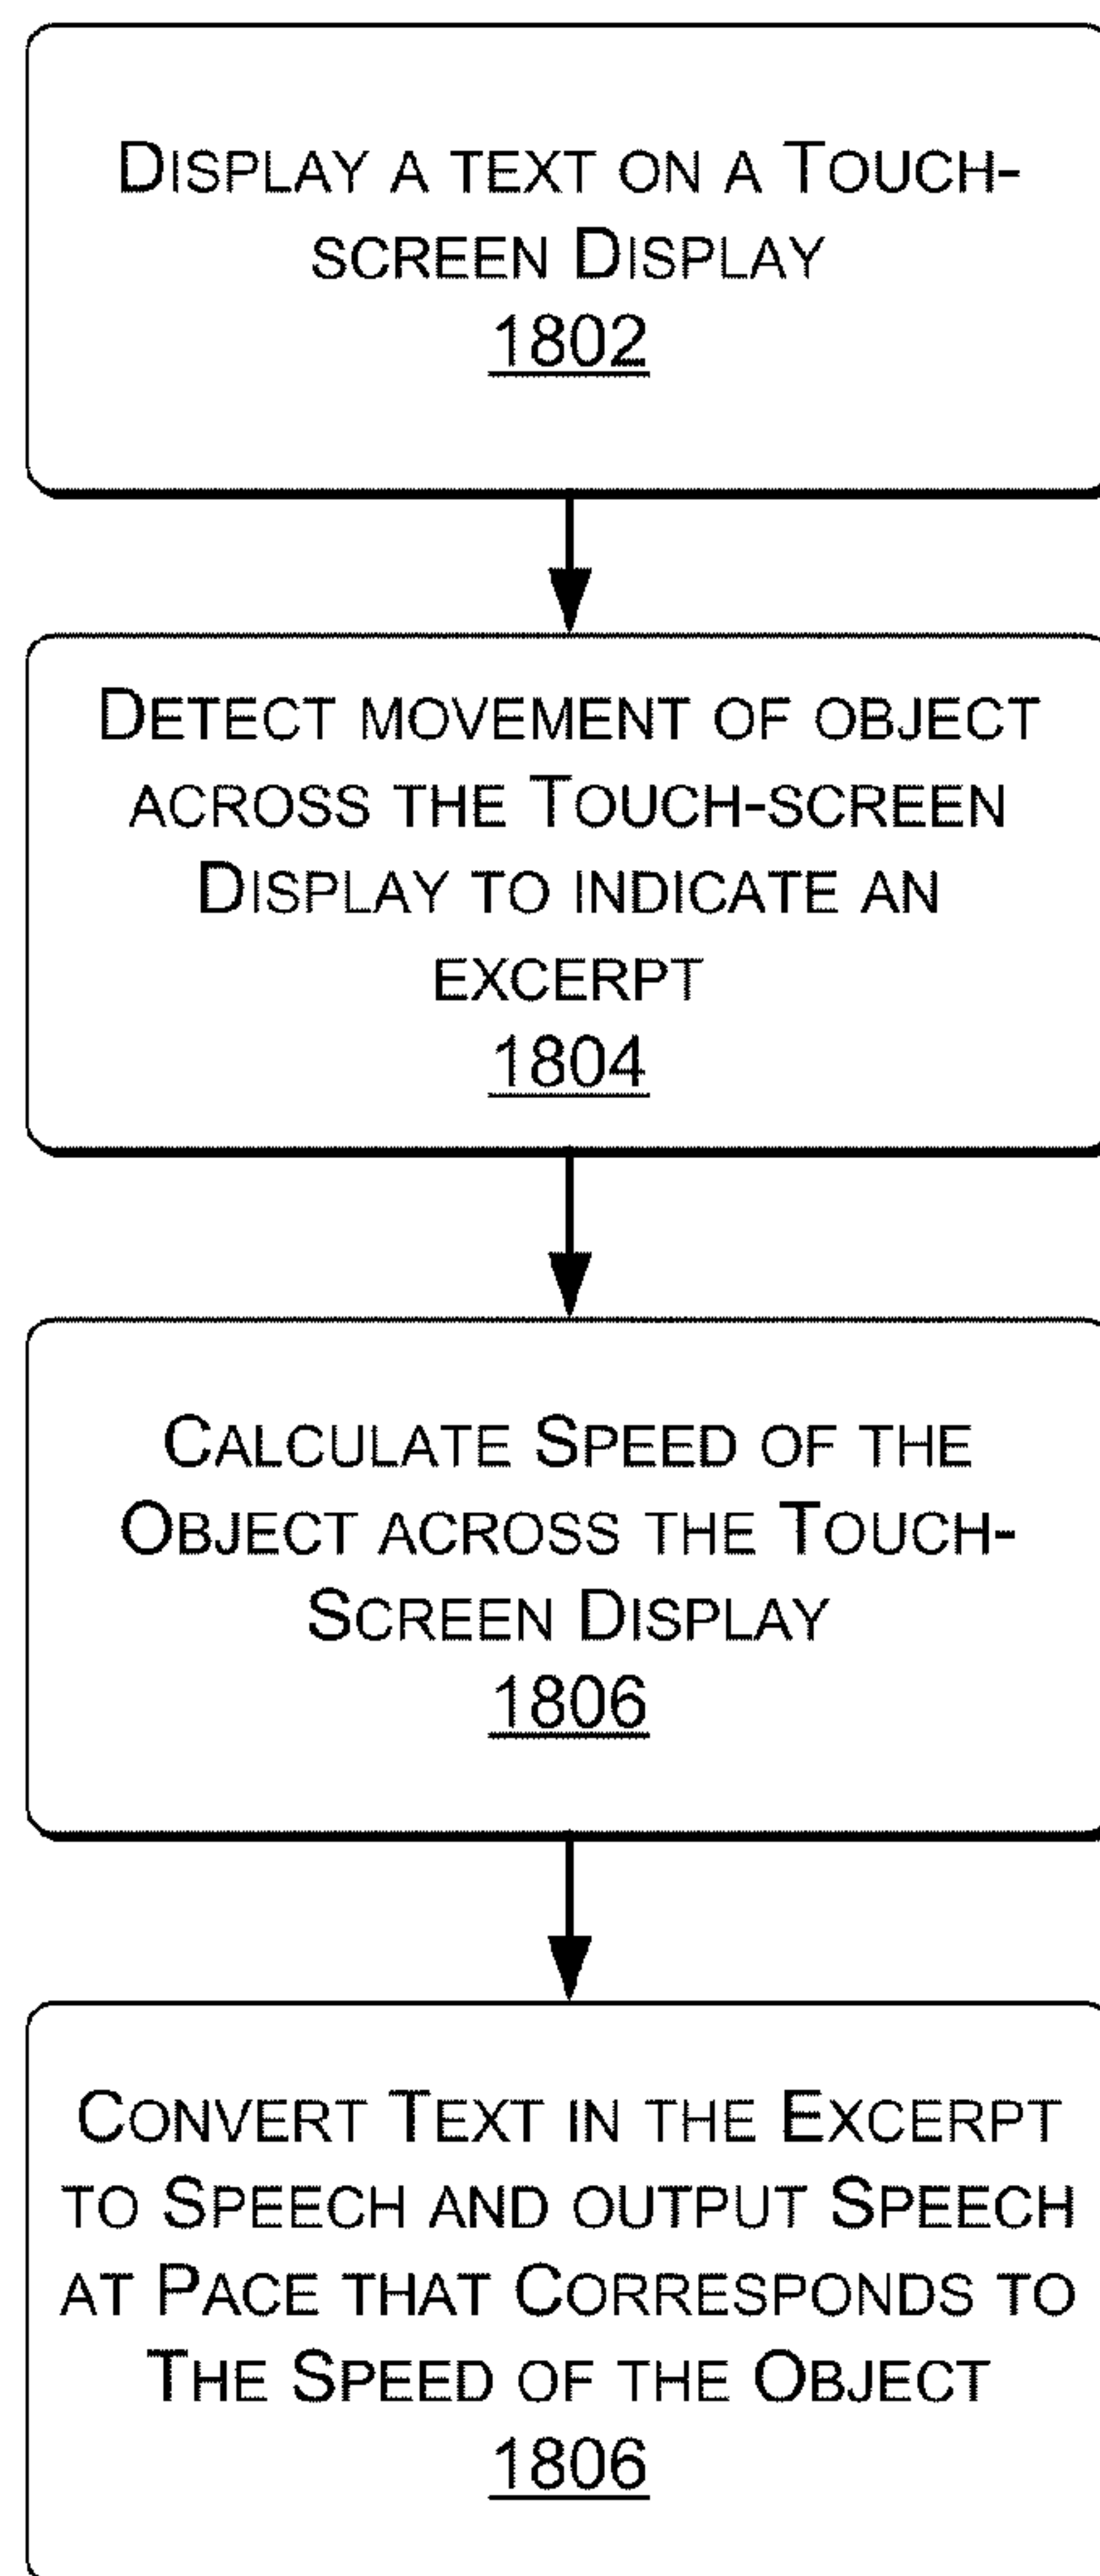 DISPLAY A TEXT ON A TOUCH-
SCREEN DISPLAY
1802
DETECT MOVEMENT OF OBJECT
ACROSS THE TOUCH-SCREEN
DISPLAY TO INDICATE AN
EXCERPT
1804
CALCULATE SPEED OF THE
OBJECT ACROSS THE TOUCH-
SCREEN DISPLAY
1806
CONVERT TEXT IN THE EXCERPT
TO SPEECH AND OUTPUT SPEECH
AT PACE THAT CORRESPONDS TO
THE SPEED OF THE OBJECT
1806